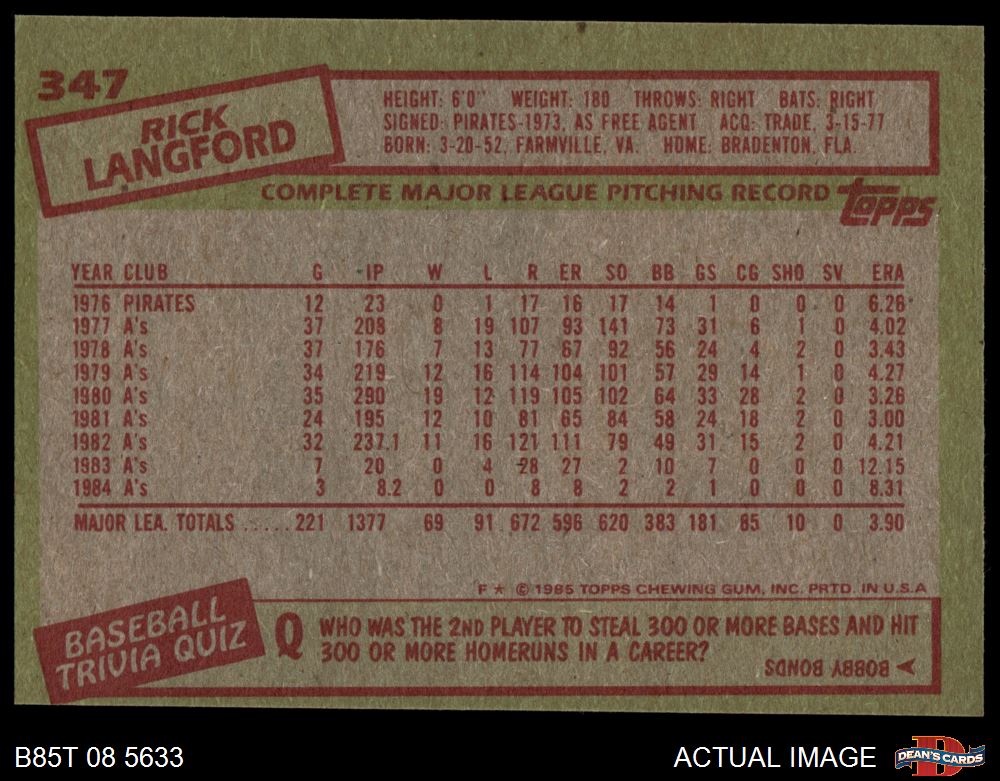 347
RICK
LANGFORD
HEIGHT: 6'0" WEIGHT: 180 THROWS: RIGHT BATS: RIGHT
SIGNED: PIRATES-1973, AS FREE AGENT ACQ: TRADE, 3-15-77
BORN: 3-20-52, FARMVILLE, VA. HOME: BRADENTON, FLA.
COMPLETE MAJOR LEAGUE PITCHING RECORD topps
YEAR CLUB G IP W L R ER SO BB GS CG SHO SV ERA
1976 PIRATES 12 23 0 1 17 16 17 14 1 0 0 0 6.26
1977 A's 37 208 8 19 107 93 141 73 31 6 1 0 4.02
1978 A's 37 176 7 13 77 67 92 56 24 4 2 0 3.43
1979 A's 34 219 12 16 114 104 101 57 29 14 1 0 4.27
1980 A's 35 290 19 12 119 105 102 64 33 28 2 0 3.26
1981 A's 24 195 12 10 81 65 84 58 24 18 2 0 3.00
1982 A's 32 237.1 11 16 121 111 79 49 31 15 2 0 4.21
1983 A's 7 20 0 4 28 27 2 10 7 0 0 0 12.15
1984 A's 3 8.2 0 0 8 8 2 2 1 0 0 0 8.31
MAJOR LEA. TOTALS ..... 221 1377 69 91 672 596 620 383 181 85 10 0 3.90
F ★ © 1985 TOPPS CHEWING GUM, INC. PRTD. IN U.S.A
BASEBALL
TRIVIA QUIZ
Q WHO WAS THE 2ND PLAYER TO STEAL 300 OR MORE BASES AND HIT
300 OR MORE HOMERUNS IN A CAREER?
A BOBBY BONDS
B85T 08 5633
ACTUAL IMAGE
D
DEAN'S CARDS